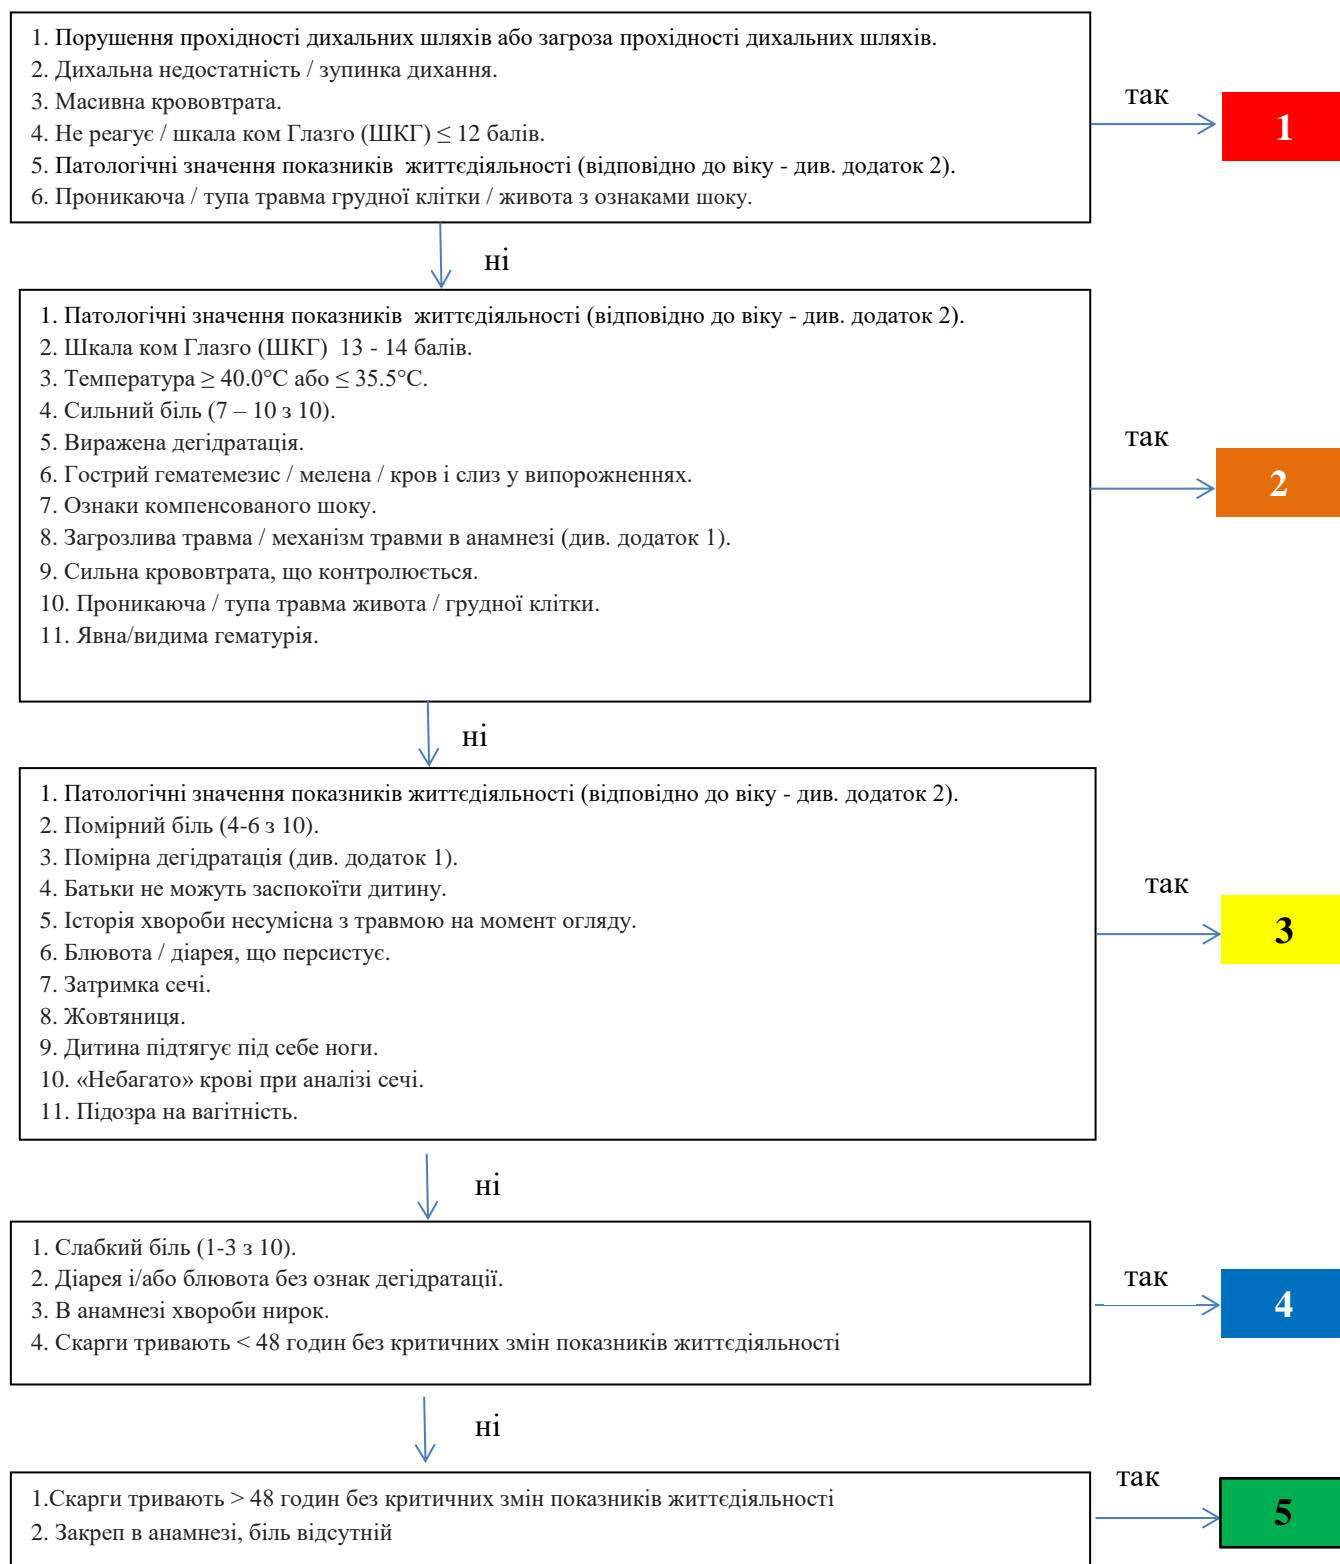 1. Порушення прохідності дихальних шляхів або загроза прохідності дихальних шляхів.
2. Дихальна недостатність / зупинка дихання.
3. Масивна крововтрата.
4. Не реагує / шкала ком Глазго (ШКГ) ≤ 12 балів.
5. Патологічні значення показників життєдіяльності (відповідно до віку - див. додаток 2).
6. Проникаюча / тупа травма грудної клітки / живота з ознаками шоку.
так
1
ні
1. Патологічні значення показників життєдіяльності (відповідно до віку - див. додаток 2).
2. Шкала ком Глазго (ШКГ) 13 - 14 балів.
3. Температура ≥ 40.0°C або ≤ 35.5°C.
4. Сильний біль (7 – 10 з 10).
5. Виражена дегідратація.
6. Гострий гематемезис / мелена / кров і слиз у випорожненнях.
7. Ознаки компенсованого шоку.
8. Загрозлива травма / механізм травми в анамнезі (див. додаток 1).
9. Сильна крововтрата, що контролюється.
10. Проникаюча / тупа травма живота / грудної клітки.
11. Явна/видима гематурія.
так
2
ні
1. Патологічні значення показників життєдіяльності (відповідно до віку - див. додаток 2).
2. Помірний біль (4-6 з 10).
3. Помірна дегідратація (див. додаток 1).
4. Батьки не можуть заспокоїти дитину.
5. Історія хвороби несумісна з травмою на момент огляду.
6. Блювота / діарея, що персистує.
7. Затримка сечі.
8. Жовтяниця.
9. Дитина підтягує під себе ноги.
10. «Небагато» крові при аналізі сечі.
11. Підозра на вагітність.
так
3
ні
1. Слабкий біль (1-3 з 10).
2. Діарея і/або блювота без ознак дегідратації.
3. В анамнезі хвороби нирок.
4. Скарги тривають < 48 годин без критичних змін показників життєдіяльності
так
4
ні
1.Скарги тривають > 48 годин без критичних змін показників життєдіяльності
2. Закреп в анамнезі, біль відсутній
так
5